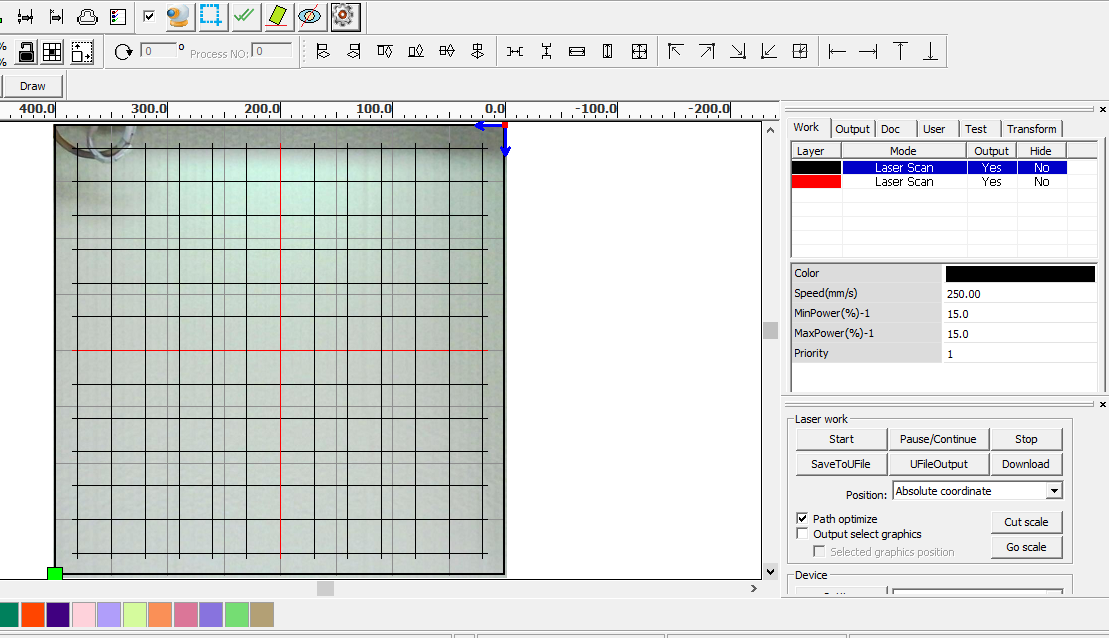 %
%
0
0
Process NO:
0
Draw
400.0
300.0
200.0
100.0
0.0
-100.0
-200.0
Work
Output
Doc
User
Test
Transform
Layer
Mode
Output
Hide
Laser Scan
Yes
No
Laser Scan
Yes
No
Color
Speed(mm/s)
250.00
MinPower(%)-1
15.0
MaxPower(%)-1
15.0
Priority
1
Laser work
Start
Pause/Continue
Stop
SaveToUFile
UFileOutput
Download
Position:
Absolute coordinate
Path optimize
Cut scale
Output select graphics
Selected graphics position
Go scale
Device